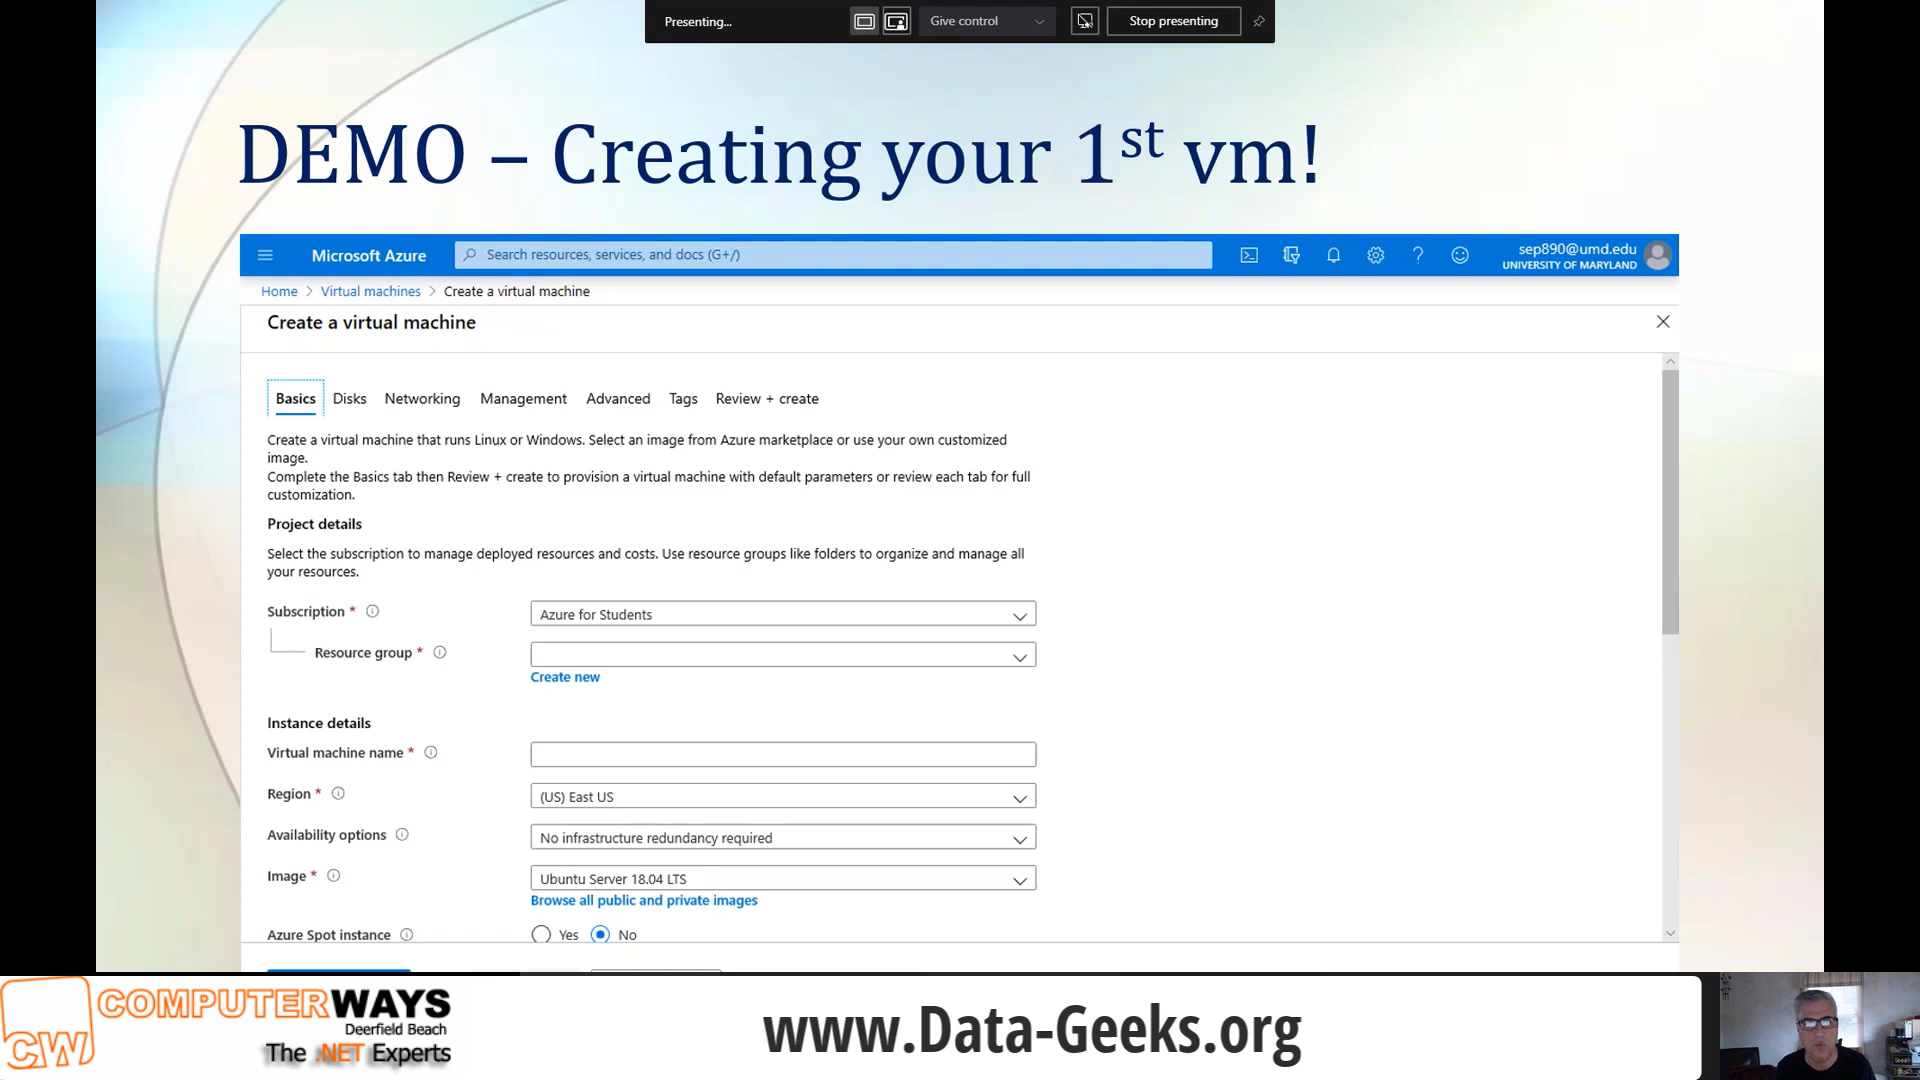 Presenting...
Give control
Stop presenting
DEMO – Creating your 1st vm!
Microsoft Azure
Search resources, services, and docs (G+/)
sep890@umd.edu
UNIVERSITY OF MARYLAND
Home > Virtual machines > Create a virtual machine
Create a virtual machine
Basics Disks Networking Management Advanced Tags Review + create
Create a virtual machine that runs Linux or Windows. Select an image from Azure marketplace or use your own customized
image.
Complete the Basics tab then Review + create to provision a virtual machine with default parameters or review each tab for full
customization.
Project details
Select the subscription to manage deployed resources and costs. Use resource groups like folders to organize and manage all
your resources.
Subscription * Azure for Students
Resource group *
Create new
Instance details
Virtual machine name *
Region * (US) East US
Availability options No infrastructure redundancy required
Image * Ubuntu Server 18.04 LTS
Browse all public and private images
Azure Spot instance Yes No
CW COMPUTERWAYS
Deerfield Beach
The .NET Experts
www.Data-Geeks.org